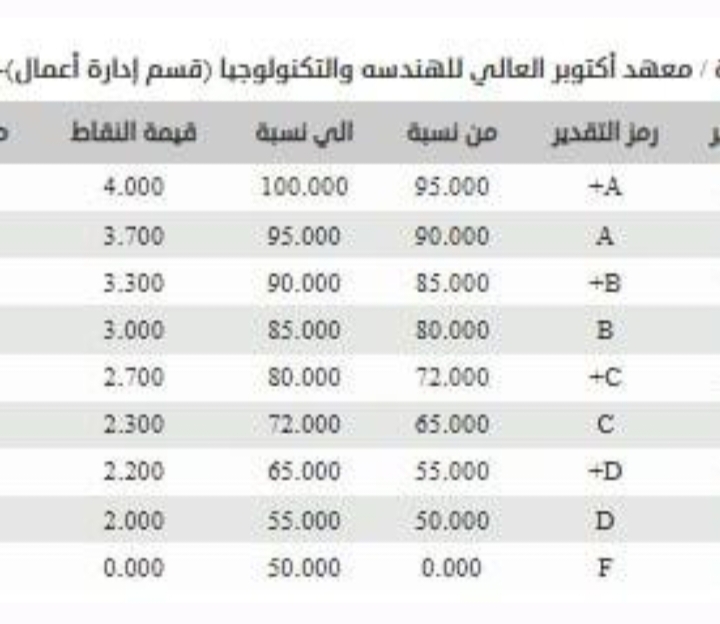 / معهد أكتوبر العالي للهندسه والتكنولوجيا (قسم إدارة أعمال)-
رمز التقدير من نسبة الي نسبة قيمة النقاط
A+ 95.000 100.000 4.000
A 90.000 95.000 3.700
B+ 85.000 90.000 3.300
B 80.000 85.000 3.000
C+ 72.000 80.000 2.700
C 65.000 72.000 2.300
D+ 55.000 65.000 2.200
D 50.000 55.000 2.000
F 0.000 50.000 0.000